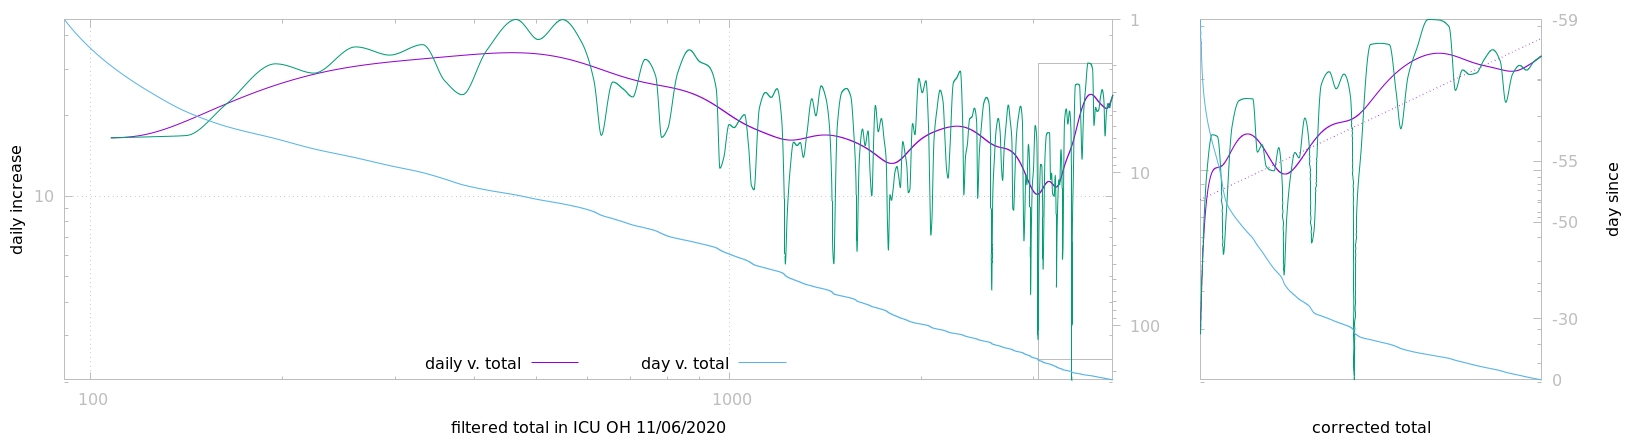 1
-59
daily increase
10
10
-55
-50
day since
100
-30
daily v. total
day v. total
0
100
1000
filtered total in ICU OH 11/06/2020
corrected total